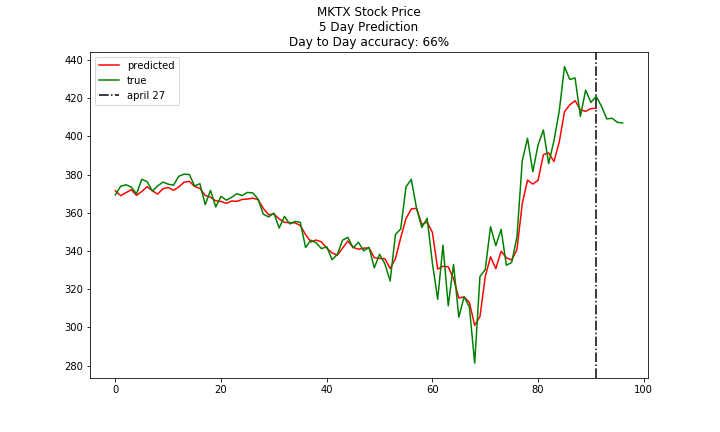 MKTX Stock Price
5 Day Prediction
Day to Day accuracy: 66%
predicted
true
april 27
440
420
400
380
360
340
320
300
280
0
20
40
60
80
100